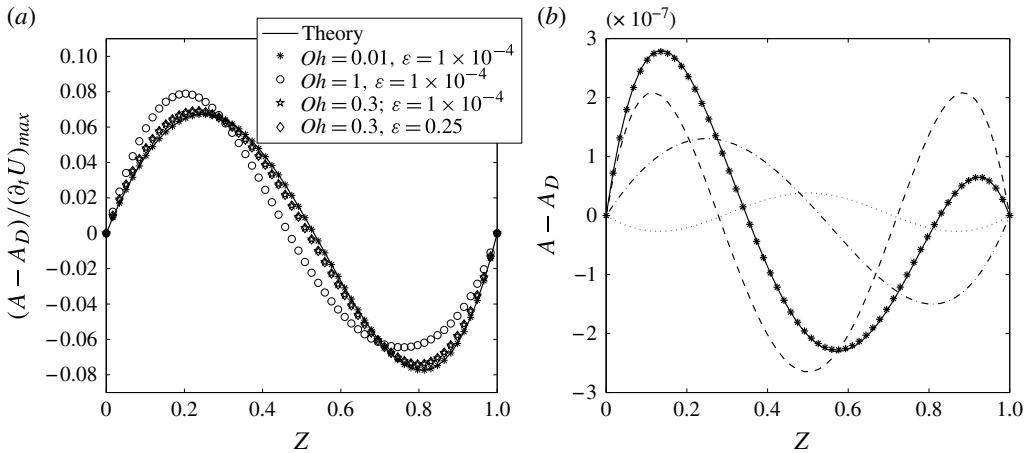 (a)
Theory
Oh = 0.01, ε = 1 × 10⁻⁴
Oh = 1, ε = 1 × 10⁻⁴
Oh = 0.3; ε = 1 × 10⁻⁴
Oh = 0.3, ε = 0.25
(A − A_D)/(∂_t U)_max
0.10
0.08
0.06
0.04
0.02
0
−0.02
−0.04
−0.06
−0.08
0
0.2
0.4
0.6
0.8
1.0
Z
(b)
(× 10⁻⁷)
A − A_D
3
2
1
0
−1
−2
−3
0
0.2
0.4
0.6
0.8
1.0
Z